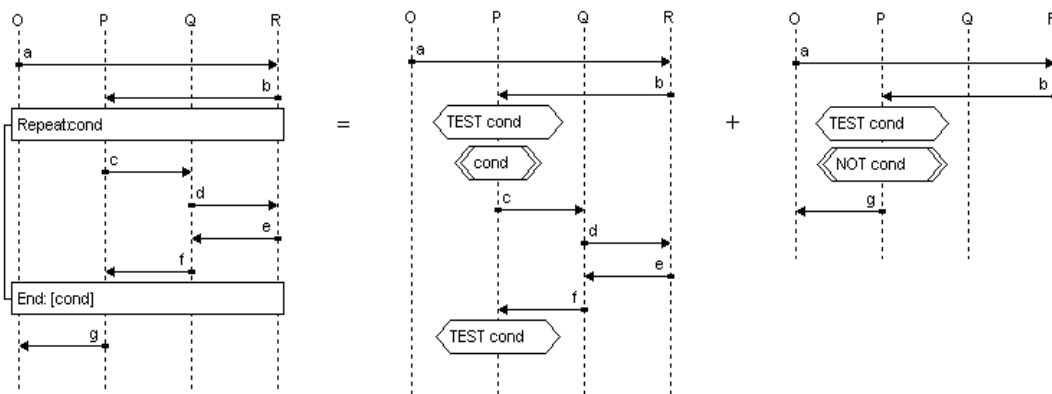 O P Q R
a
b
Repeat:cond
c
d
e
f
End: [cond]
g
=
O P Q R
a
b
TEST cond
cond
c
d
e
f
TEST cond
+
O P Q R
a
b
TEST cond
NOT cond
g